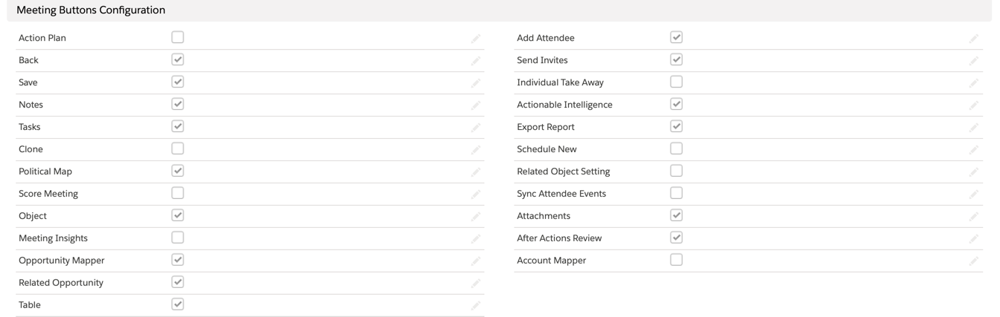 Meeting Buttons Configuration
Action Plan
Back
Save
Notes
Tasks
Clone
Political Map
Score Meeting
Object
Meeting Insights
Opportunity Mapper
Related Opportunity
Table
Add Attendee
Send Invites
Individual Take Away
Actionable Intelligence
Export Report
Schedule New
Related Object Setting
Sync Attendee Events
Attachments
After Actions Review
Account Mapper